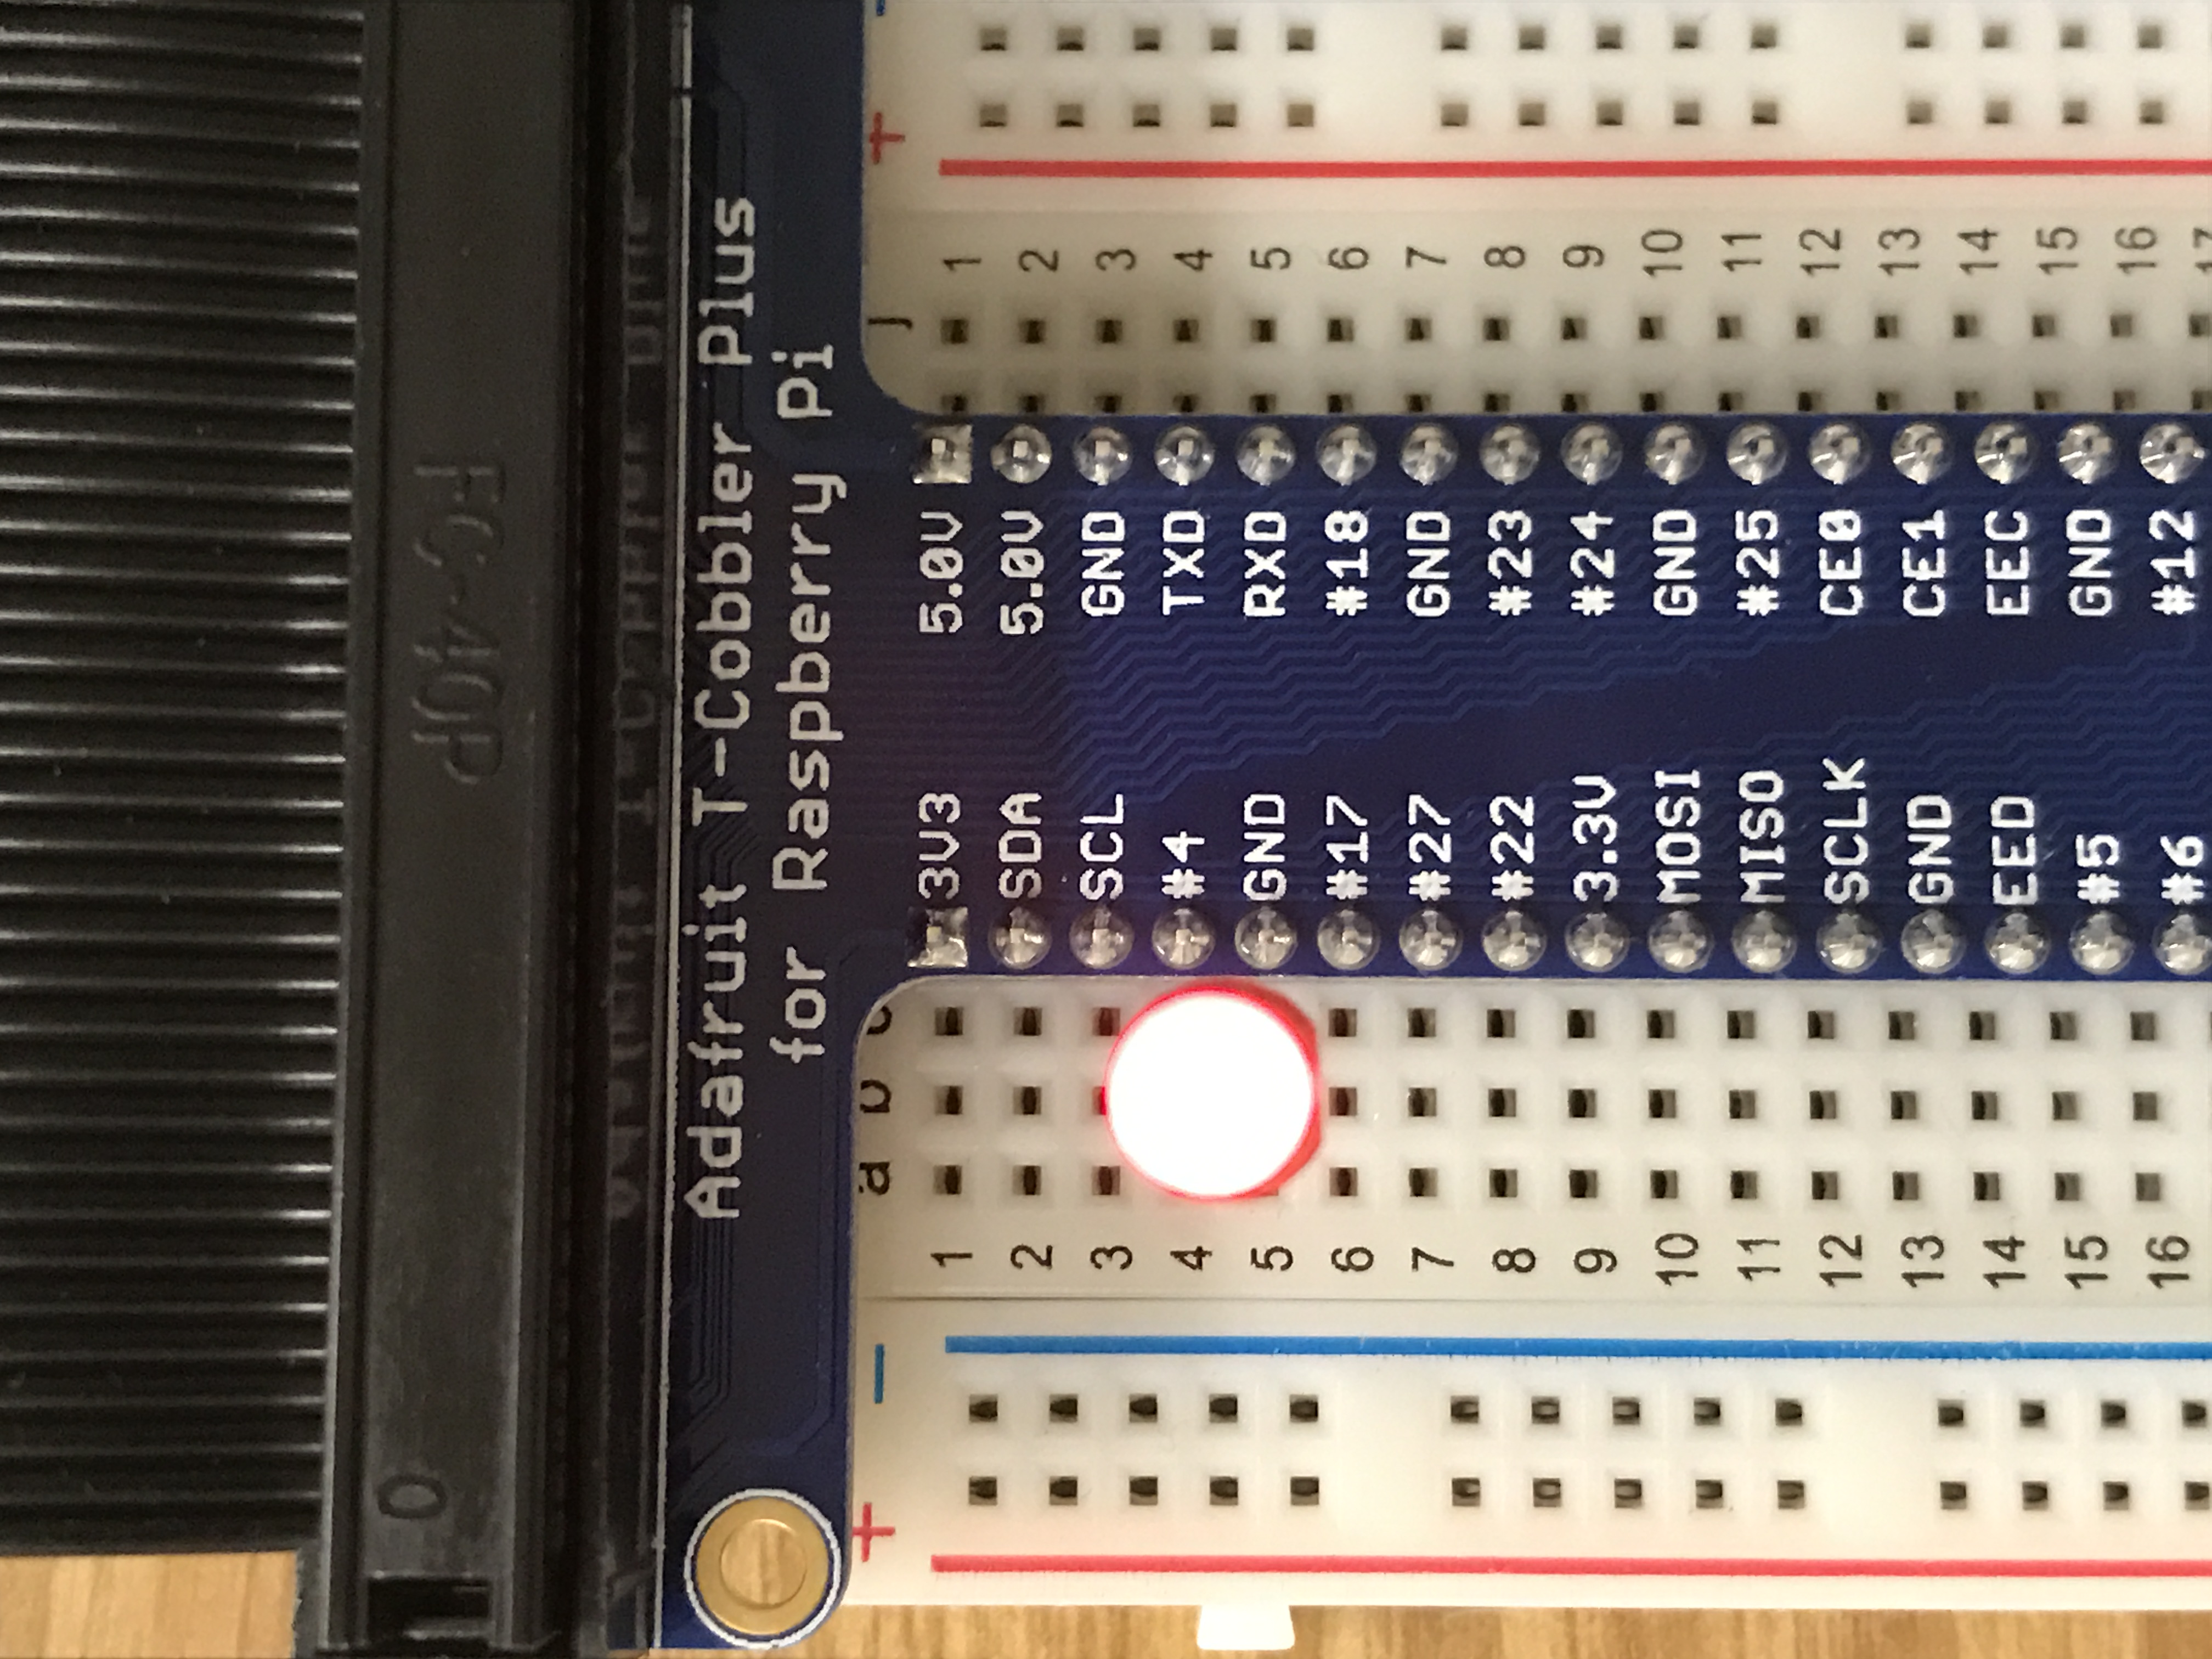 O
FC-40P
Adafruit T-Cobbler Plus
for Raspberry Pi
+ − a b c j +
1 3V3 5.0V 1
2 SDA 5.0V 2
3 SCL GND 3
4 #4 TXD 4
5 GND RXD 5
6 #17 #18 6
7 #27 GND 7
8 #22 #23 8
9 3.3V #24 9
10 MOSI GND 10
11 MISO #25 11
12 SCLK CE0 12
13 GND CE1 13
14 EED EEC 14
15 #5 GND 15
16 #6 #12 16
17